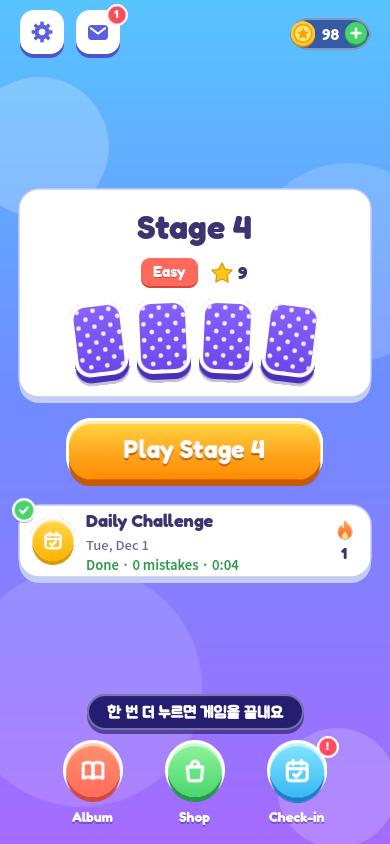 1
98
Stage 4
Easy
9
Play Stage 4
Daily Challenge
Tue, Dec 1
Done · 0 mistakes · 0:04
1
한 번 더 누르면 게임을 끝내요
!
Album
Shop
Check-in